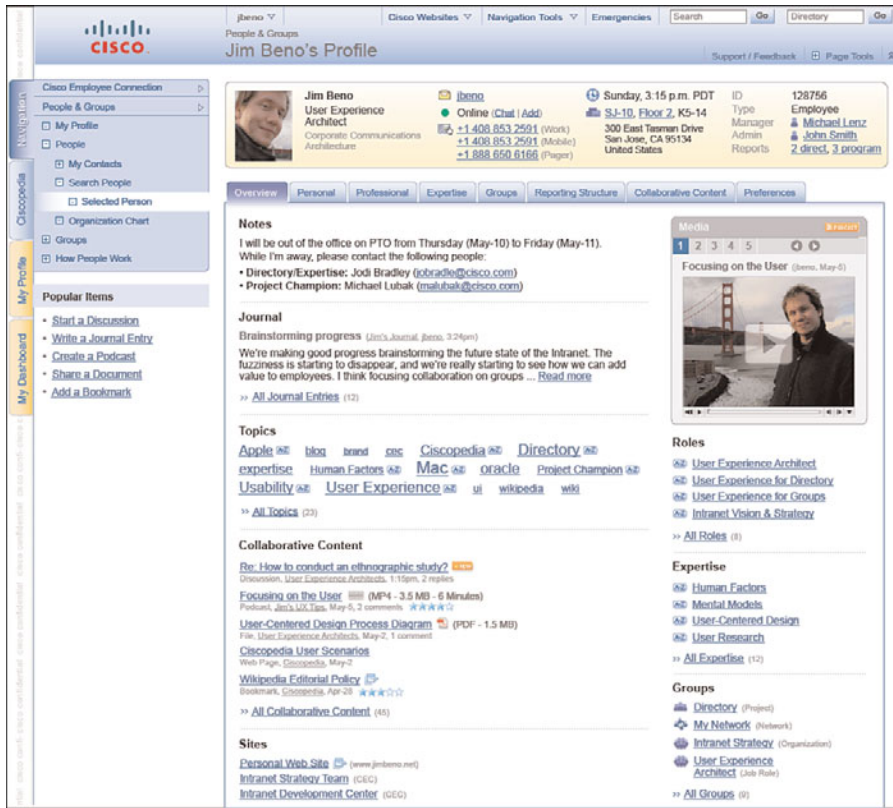 jbeno
Cisco Websites
Navigation Tools
Emergencies
Search
Go
Directory
Go
CISCO
People & Groups
Jim Beno's Profile
Support / Feedback
Page Tools
Navigation
Ciscopedia
My Profile
My Dashboard
Cisco Employee Connection
People & Groups
My Profile
People
My Contacts
Search People
Selected Person
Organization Chart
Groups
How People Work
Popular Items
• Start a Discussion
• Write a Journal Entry
• Create a Podcast
• Share a Document
• Add a Bookmark
Jim Beno
User Experience
Architect
Corporate Communications
Architecture
jbeno
Online (Chat | Add)
+1 408 853 2591 (Work)
+1 408 853 2591 (Mobile)
+1 888 650 6166 (Pager)
Sunday, 3:15 p.m. PDT
SJ-10, Floor 2, K5-14
300 East Tasman Drive
San Jose, CA 95134
United States
ID 128756
Type Employee
Manager Michael Lenz
Admin John Smith
Reports 2 direct, 3 program
Overview
Personal
Professional
Expertise
Groups
Reporting Structure
Collaborative Content
Preferences
Notes
I will be out of the office on PTO from Thursday (May-10) to Friday (May-11).
While I'm away, please contact the following people:
• Directory/Expertise: Jodi Bradley (jobradle@cisco.com)
• Project Champion: Michael Lubak (malubak@cisco.com)
Journal
Brainstorming progress (Jim's Journal, jbeno, 3:24pm)
We're making good progress brainstorming the future state of the Intranet. The
fuzziness is starting to disappear, and we're really starting to see how we can add
value to employees. I think focusing collaboration on groups ... Read more
›› All Journal Entries (12)
Topics
Apple AZ blog brand cec Ciscopedia AZ Directory AZ
expertise Human Factors AZ Mac AZ oracle Project Champion AZ
Usability AZ User Experience AZ ui wikipedia wiki
›› All Topics (23)
Collaborative Content
Re: How to conduct an ethnographic study?
Discussion, User Experience Architects, 1:15pm, 2 replies
Focusing on the User (MP4 - 3.5 MB - 6 Minutes)
Podcast, Jim's UX Tips, May-5, 2 comments
User-Centered Design Process Diagram (PDF - 1.5 MB)
File, User Experience Architects, May-2, 1 comment
Ciscopedia User Scenarios
Web Page, Ciscopedia, May-2
Wikipedia Editorial Policy
Bookmark, Ciscopedia, Apr-28
›› All Collaborative Content (45)
Sites
Personal Web Site (www.jimbeno.net)
Intranet Strategy Team (CEC)
Intranet Development Center (CEC)
Media
1 2 3 4 5
Focusing on the User (jbeno, May-5)
Roles
AZ User Experience Architect
AZ User Experience for Directory
AZ User Experience for Groups
AZ Intranet Vision & Strategy
›› All Roles (8)
Expertise
AZ Human Factors
AZ Mental Models
AZ User-Centered Design
AZ User Research
›› All Expertise (12)
Groups
Directory (Project)
My Network (Network)
Intranet Strategy (Organization)
User Experience
Architect (Job Role)
›› All Groups (9)